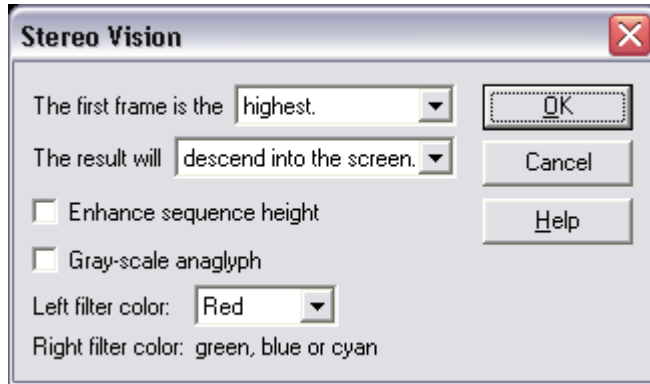 Stereo Vision
The first frame is the highest.
OK
The result will descend into the screen.
Cancel
Enhance sequence height
Help
Gray-scale anaglyph
Left filter color: Red
Right filter color: green, blue or cyan